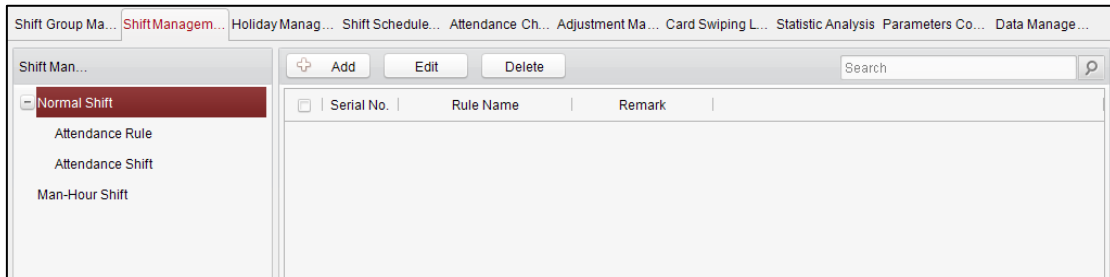 Shift Group Ma... Shift Managem... Holiday Manag... Shift Schedule... Attendance Ch... Adjustment Ma... Card Swiping L... Statistic Analysis Parameters Co... Data Manage...
Shift Man...
Add Edit Delete Search
Normal Shift
Serial No. Rule Name Remark
Attendance Rule
Attendance Shift
Man-Hour Shift